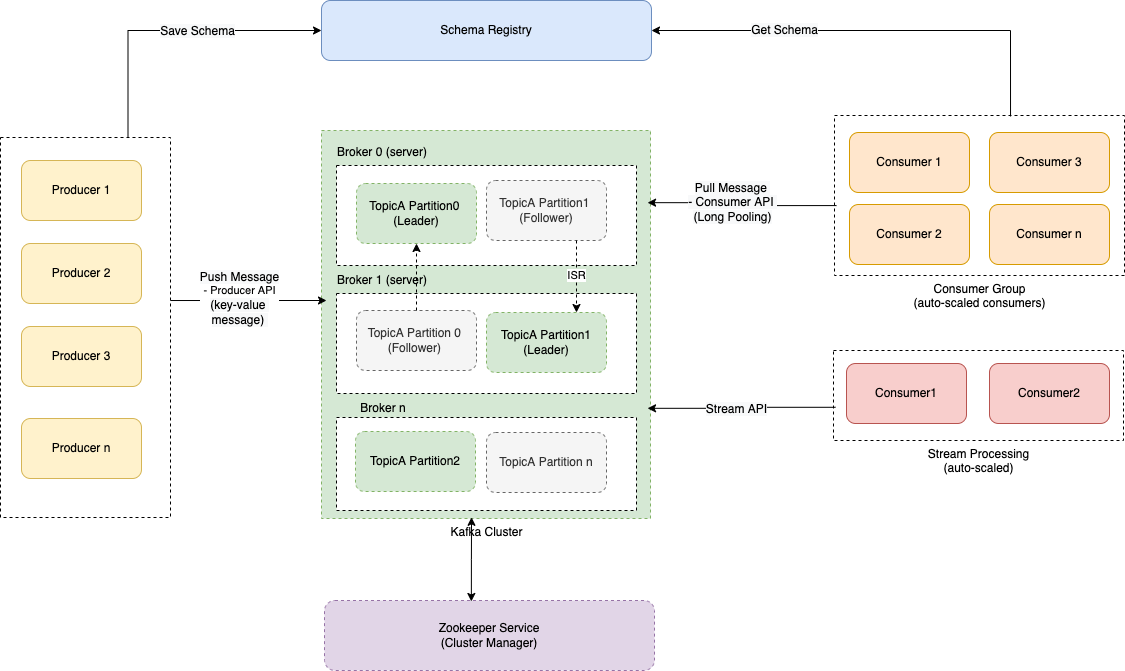 Save Schema
Schema Registry
Get Schema
Producer 1
Producer 2
Producer 3
Producer n
Push Message
- Producer API
(key-value
message)
Broker 0 (server)
TopicA Partition0
(Leader)
TopicA Partition1
(Follower)
ISR
Broker 1 (server)
TopicA Partition 0
(Follower)
TopicA Partition1
(Leader)
Broker n
TopicA Partition2
TopicA Partition n
Kafka Cluster
Zookeeper Service
(Cluster Manager)
Pull Message
- Consumer API
(Long Pooling)
Consumer 1
Consumer 3
Consumer 2
Consumer n
Consumer Group
(auto-scaled consumers)
Stream API
Consumer1
Consumer2
Stream Processing
(auto-scaled)